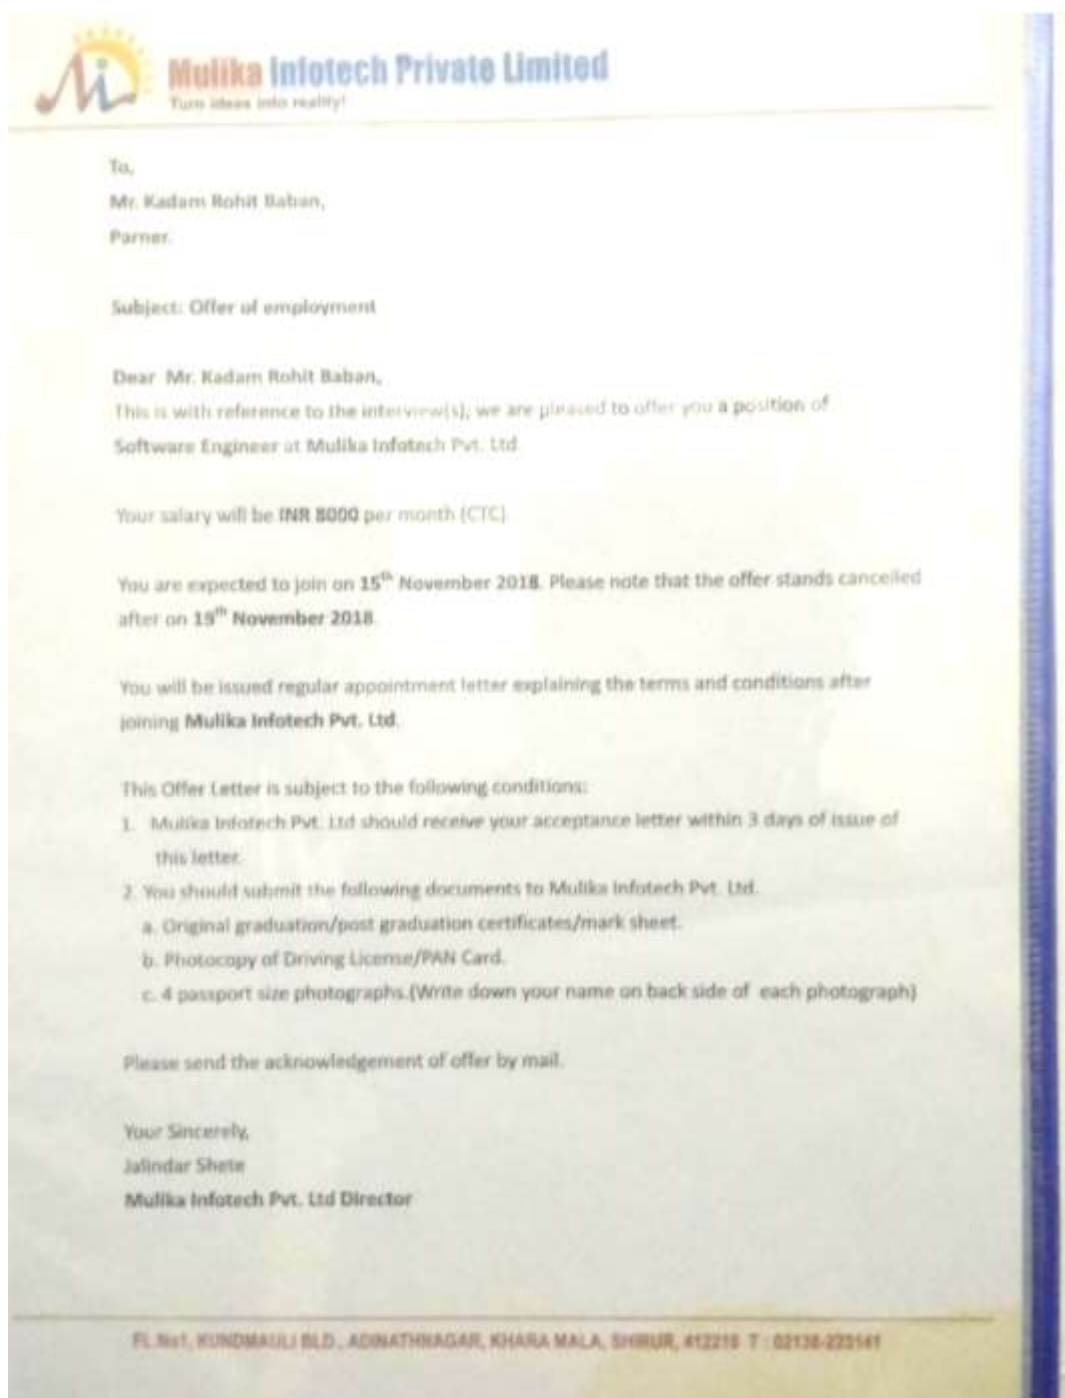 Mulika Infotech Private Limited
Turn ideas into reality!
To,
Mr. Kadam Rohit Baban,
Parner.
Subject: Offer of employment
Dear Mr. Kadam Rohit Baban,
This is with reference to the interview(s), we are pleased to offer you a position of
Software Engineer at Mulika Infotech Pvt. Ltd.
Your salary will be INR 8000 per month (CTC)
You are expected to join on 15th November 2018. Please note that the offer stands cancelled
after on 19th November 2018.
You will be issued regular appointment letter explaining the terms and conditions after
joining Mulika Infotech Pvt. Ltd.
This Offer Letter is subject to the following conditions:
1. Mulika Infotech Pvt. Ltd should receive your acceptance letter within 3 days of issue of
this letter.
2. You should submit the following documents to Mulika Infotech Pvt. Ltd.
a. Original graduation/post graduation certificates/mark sheet.
b. Photocopy of Driving License/PAN Card.
c. 4 passport size photographs.(Write down your name on back side of each photograph)
Please send the acknowledgement of offer by mail.
Your Sincerely,
Jalindar Shete
Mulika Infotech Pvt. Ltd Director
KUNDMAULI BLD., ADINATHNAGAR, KHARA MALA, SHIRUR, T :